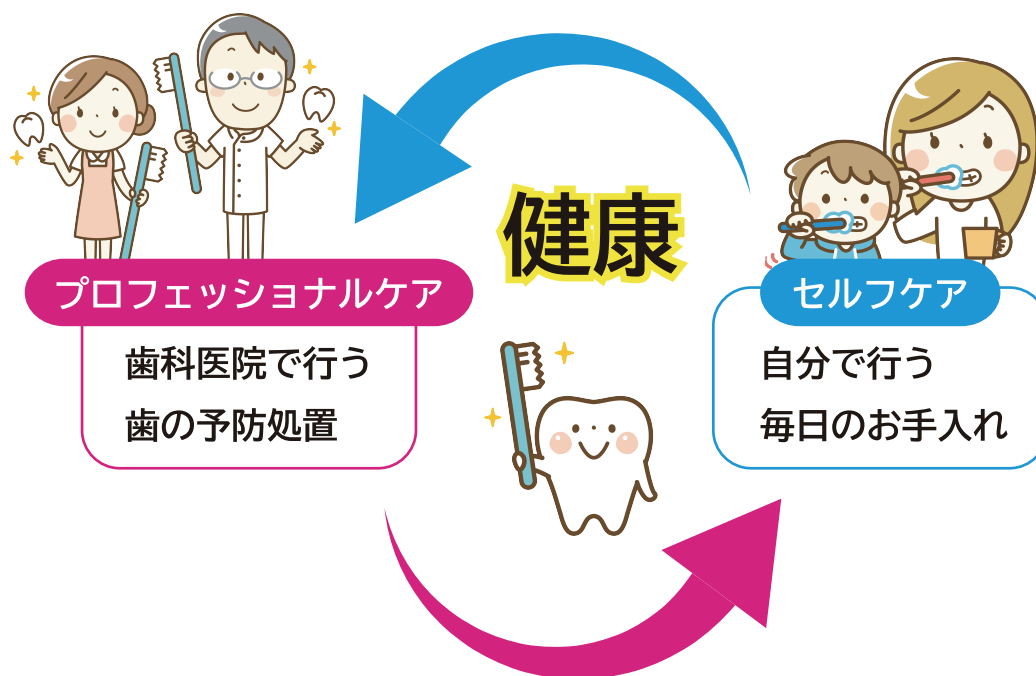 健康
プロフェッショナルケア
歯科医院で行う
歯の予防処置
セルフケア
自分で行う
毎日のお手入れ